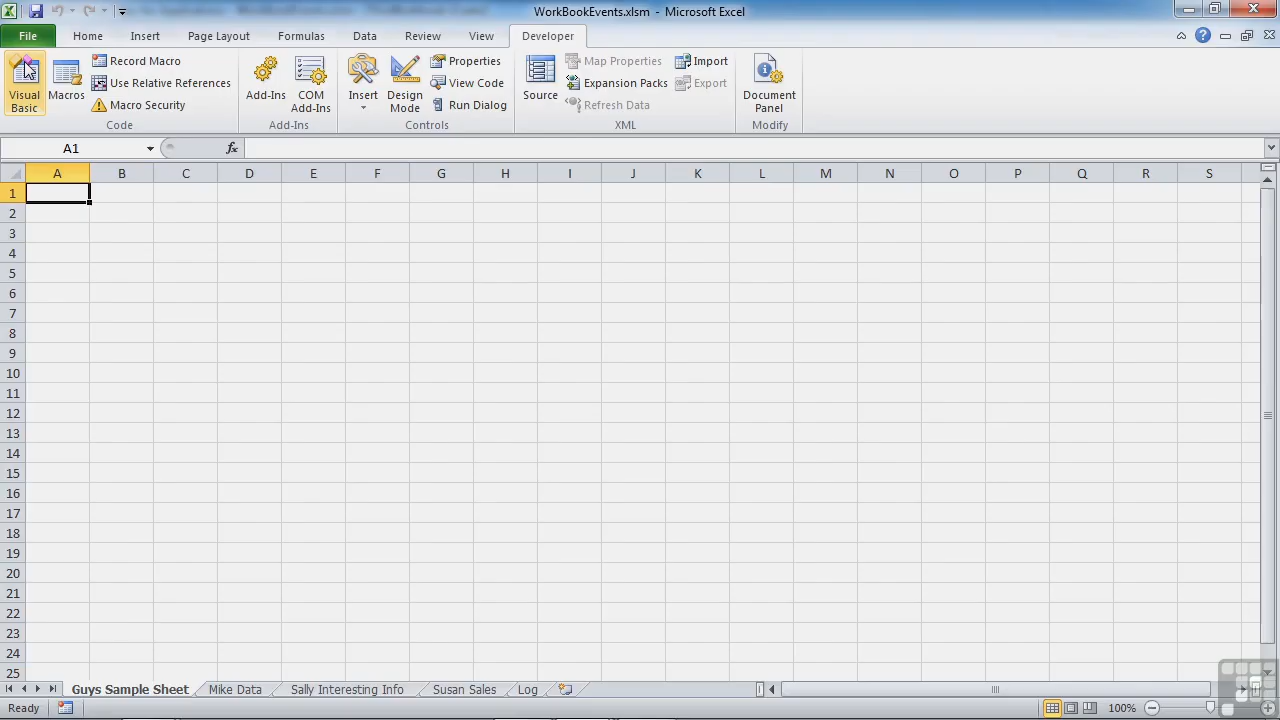 WorkBookEvents.xlsm - Microsoft Excel
File Home Insert Page Layout Formulas Data Review View Developer
Visual Basic
Macros
Record Macro
Use Relative References
Macro Security
Code
Add-Ins
COM Add-Ins
Add-Ins
Insert
Design Mode
Properties
View Code
Run Dialog
Controls
Source
Map Properties
Expansion Packs
Refresh Data
Import
Export
XML
Document Panel
Modify
A1
fx
A B C D E F G H I J K L M N O P Q R S
1
2
3
4
5
6
7
8
9
10
11
12
13
14
15
16
17
18
19
20
21
22
23
24
25
Guys Sample Sheet Mike Data Sally Interesting Info Susan Sales Log
Ready
100%